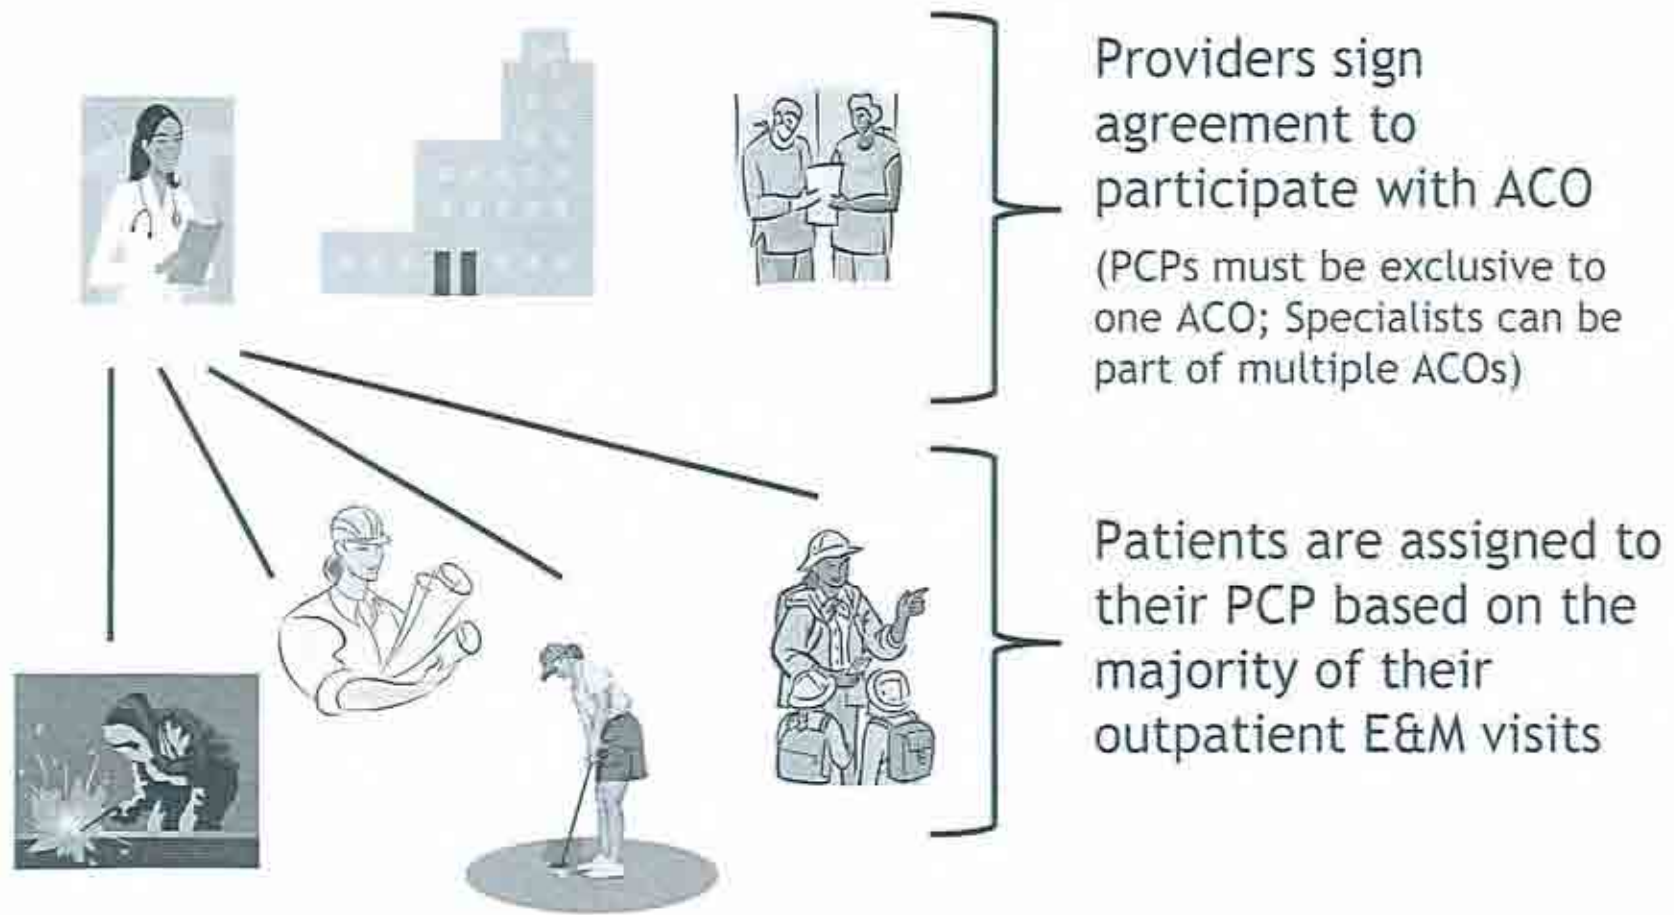 Providers sign
agreement to
participate with ACO
(PCPs must be exclusive to
one ACO; Specialists can be
part of multiple ACOs)
Patients are assigned to
their PCP based on the
majority of their
outpatient E&M visits